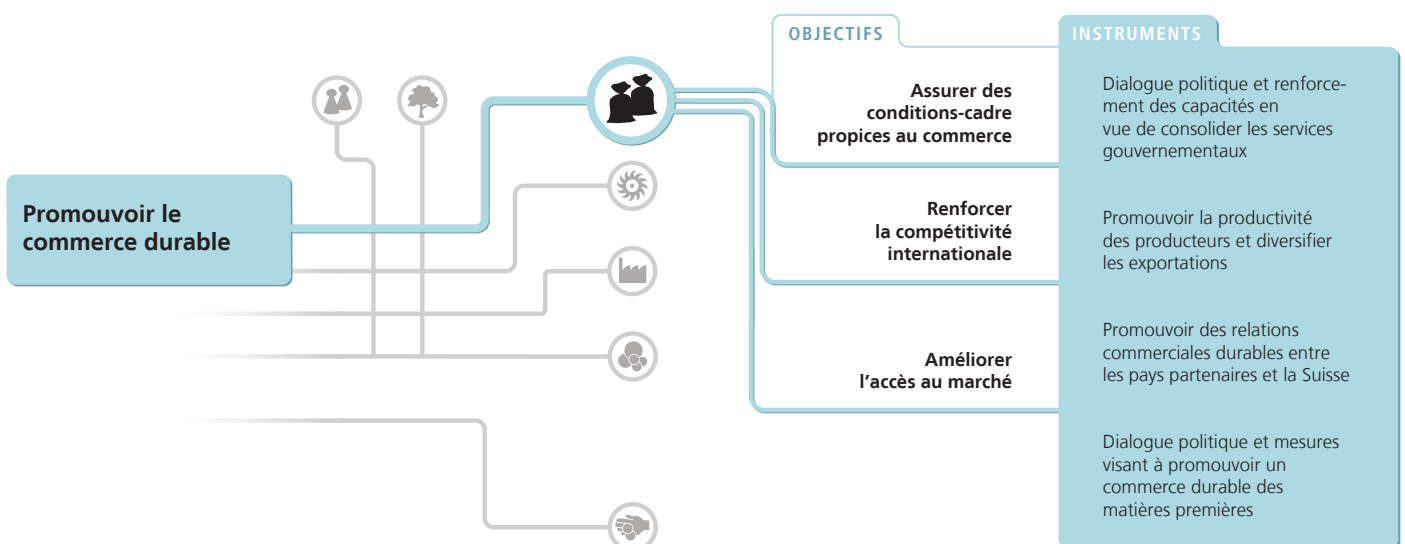 Promouvoir le
commerce durable
OBJECTIFS
Assurer des
conditions-cadre
propices au commerce
Renforcer
la compétitivité
internationale
Améliorer
l'accès au marché
INSTRUMENTS
Dialogue politique et renforce-
ment des capacités en
vue de consolider les services
gouvernementaux
Promouvoir la productivité
des producteurs et diversifier
les exportations
Promouvoir des relations
commerciales durables entre
les pays partenaires et la Suisse
Dialogue politique et mesures
visant à promouvoir un
commerce durable des
matières premières